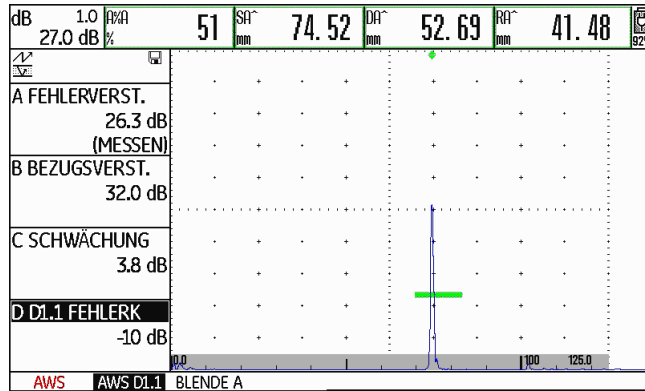 dB 1.0 A%A 51 SA^ 74.52 DA^ 52.69 RA^ 41.48
27.0 dB % mm mm mm
A FEHLERVERST.
26.3 dB
(MESSEN)
B BEZUGSVERST.
32.0 dB
C SCHWÄCHUNG
3.8 dB
D D1.1 FEHLERK
-10 dB
0.0 100 125.0
AWS AWS D1.1 BLENDE A